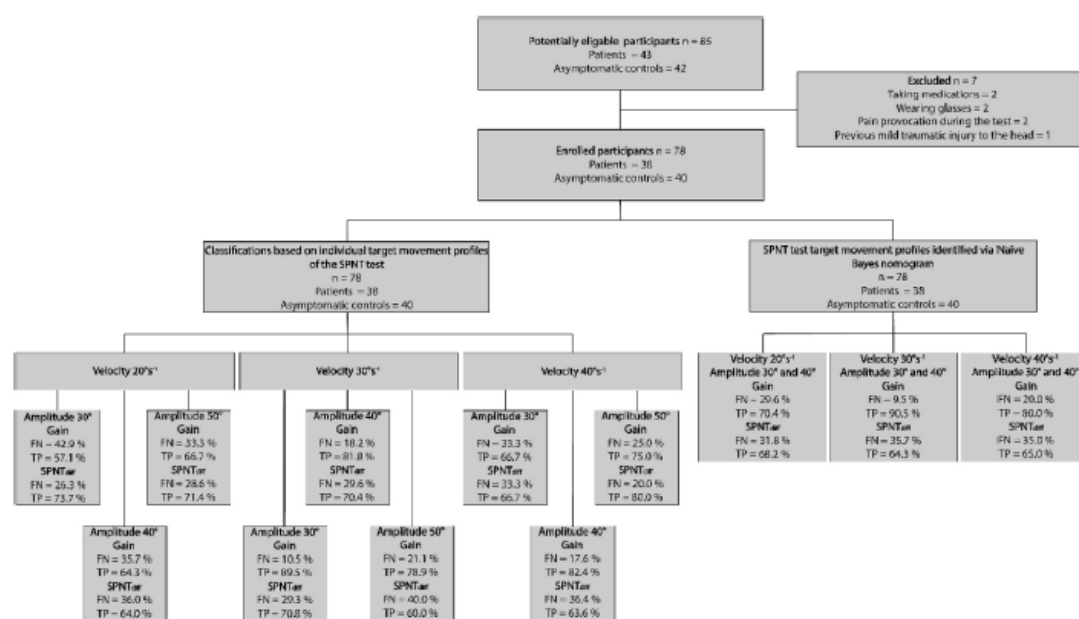 Potentially eligible participants n = 85
Patients = 43
Asymptomatic controls = 42
Excluded n = 7
Taking medications = 2
Wearing glasses = 2
Pain provocation during the test = 2
Previous mild traumatic injury to the head = 1
Enrolled participants n = 78
Patients = 38
Asymptomatic controls = 40
Classifications based on individual target movement profiles
of the SPNT test
n = 78
Patients = 38
Asymptomatic controls = 40
SPNT test target movement profiles identified via Naïve
Bayes nomogram
n = 78
Patients = 38
Asymptomatic controls = 40
Velocity 20°s⁻¹
Velocity 30°s⁻¹
Velocity 40°s⁻¹
Velocity 20°s⁻¹
Amplitude 30° and 40°
Gain
FN = 29.6 %
TP = 70.4 %
SPNTdiff
FN = 31.8 %
TP = 68.2 %
Velocity 30°s⁻¹
Amplitude 30° and 40°
Gain
FN = 9.5 %
TP = 90.5 %
SPNTdiff
FN = 35.7 %
TP = 64.3 %
Velocity 40°s⁻¹
Amplitude 30° and 40°
Gain
FN = 20.0 %
TP = 80.0 %
SPNTdiff
FN = 35.0 %
TP = 65.0 %
Amplitude 30°
Gain
FN = 42.9 %
TP = 57.1 %
SPNTdiff
FN = 26.3 %
TP = 73.7 %
Amplitude 50°
Gain
FN = 33.3 %
TP = 66.7 %
SPNTdiff
FN = 28.6 %
TP = 71.4 %
Amplitude 40°
Gain
FN = 18.2 %
TP = 81.8 %
SPNTdiff
FN = 29.6 %
TP = 70.4 %
Amplitude 30°
Gain
FN = 33.3 %
TP = 66.7 %
SPNTdiff
FN = 33.3 %
TP = 66.7 %
Amplitude 50°
Gain
FN = 25.0 %
TP = 75.0 %
SPNTdiff
FN = 20.0 %
TP = 80.0 %
Amplitude 40°
Gain
FN = 35.7 %
TP = 64.3 %
SPNTdiff
FN = 36.0 %
TP = 64.0 %
Amplitude 30°
Gain
FN = 10.5 %
TP = 89.5 %
SPNTdiff
FN = 29.3 %
TP = 70.8 %
Amplitude 50°
Gain
FN = 21.1 %
TP = 78.9 %
SPNTdiff
FN = 40.0 %
TP = 60.0 %
Amplitude 40°
Gain
FN = 17.6 %
TP = 82.4 %
SPNTdiff
FN = 36.4 %
TP = 63.6 %